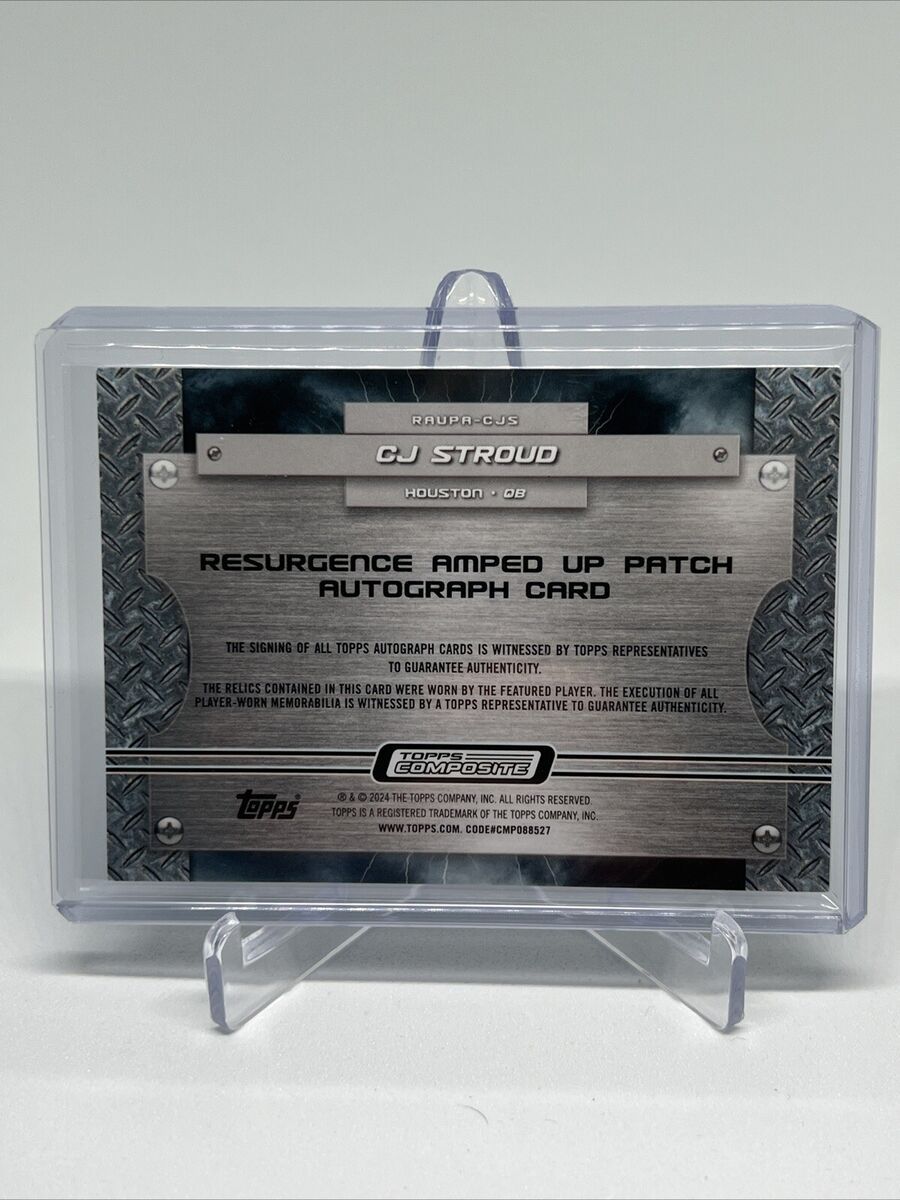 RAUPA-CJS
CJ STROUD
HOUSTON • QB
RESURGENCE AMPED UP PATCH
AUTOGRAPH CARD
THE SIGNING OF ALL TOPPS AUTOGRAPH CARDS IS WITNESSED BY TOPPS REPRESENTATIVES
TO GUARANTEE AUTHENTICITY.
THE RELICS CONTAINED IN THIS CARD WERE WORN BY THE FEATURED PLAYER. THE EXECUTION OF ALL
PLAYER-WORN MEMORABILIA IS WITNESSED BY A TOPPS REPRESENTATIVE TO GUARANTEE AUTHENTICITY.
TOPPS
COMPOSITE
Topps®
® & © 2024 THE TOPPS COMPANY, INC. ALL RIGHTS RESERVED.
TOPPS IS A REGISTERED TRADEMARK OF THE TOPPS COMPANY, INC.
WWW.TOPPS.COM. CODE#CMP088527